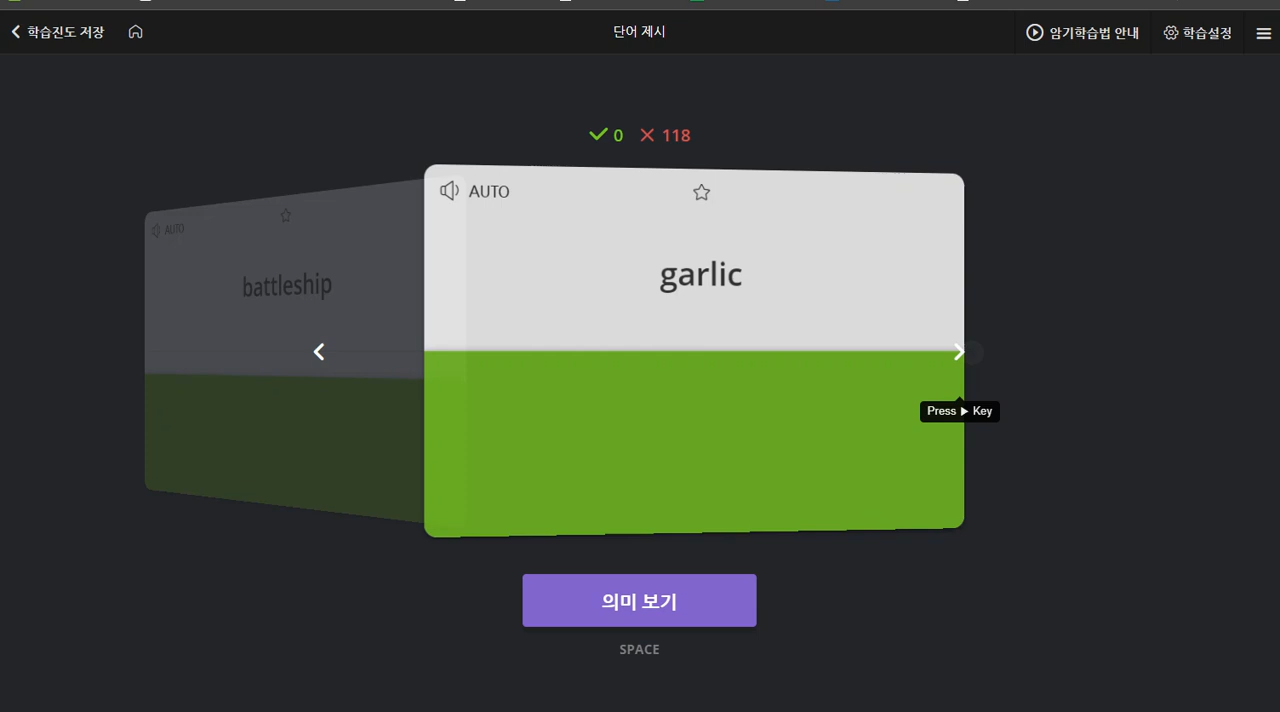 학습진도 저장
단어 제시
암기학습법 안내
학습설정
0 118
AUTO
battleship
AUTO
garlic
Press ▶ Key
의미 보기
SPACE